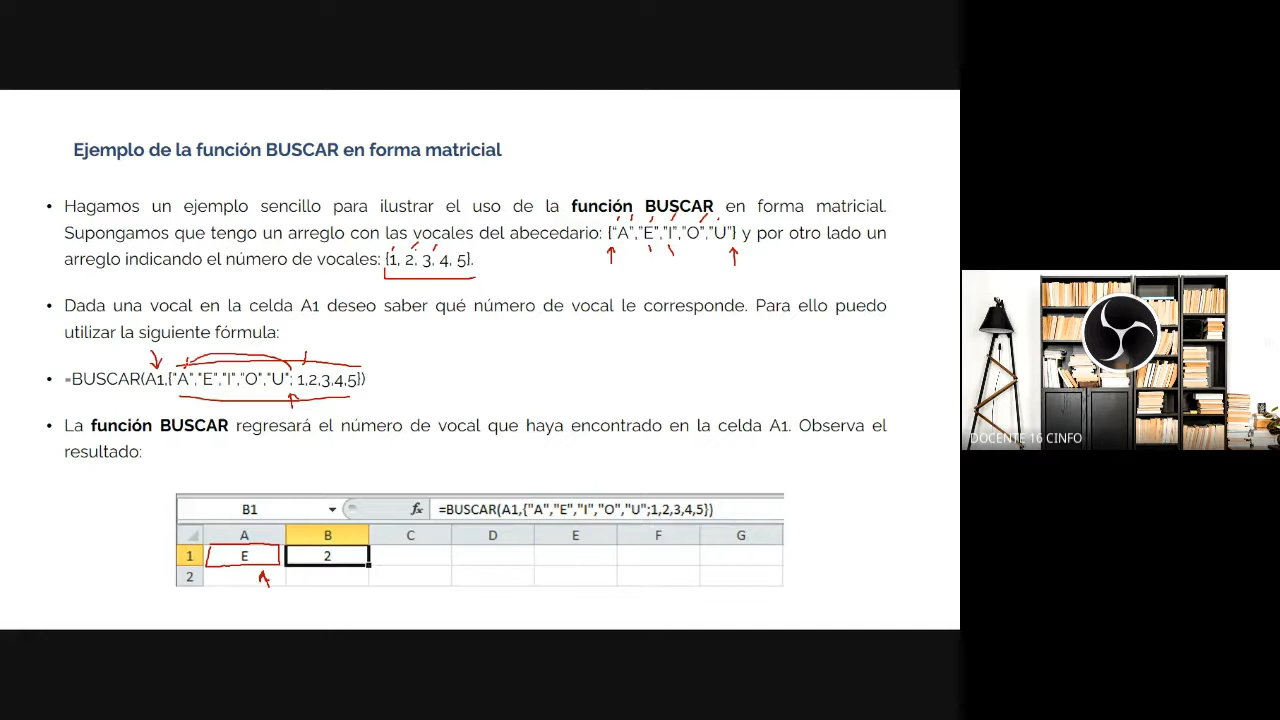 Ejemplo de la función BUSCAR en forma matricial
• Hagamos un ejemplo sencillo para ilustrar el uso de la función BUSCAR en forma matricial.
Supongamos que tengo un arreglo con las vocales del abecedario: {"A","E","I","O","U"} y por otro lado un
arreglo indicando el número de vocales: {1, 2, 3, 4, 5}.
• Dada una vocal en la celda A1 deseo saber qué número de vocal le corresponde. Para ello puedo
utilizar la siguiente fórmula:
• =BUSCAR(A1,{"A","E","I","O","U"; 1,2,3,4,5})
• La función BUSCAR regresará el número de vocal que haya encontrado en la celda A1. Observa el
resultado:
B1 fx =BUSCAR(A1,{"A","E","I","O","U";1,2,3,4,5})
A B C D E F G
1 E 2
2
DOCENTE 16 CINFO